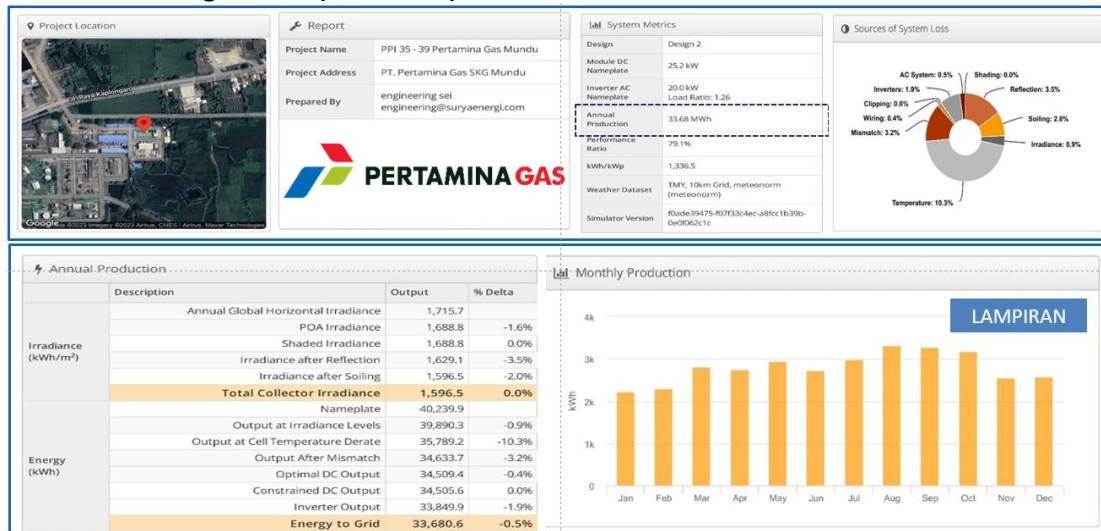 Project Location
Jl Raya Kaplongan
Google
©2023 Imagery ©2023 Airbus, CNES / Airbus, Maxar Technologies
Report
Project Name PPI 35 - 39 Pertamina Gas Mundu
Project Address PT, Pertamina Gas SKG Mundu
Prepared By engineering sei
engineering@suryaenergi.com
PERTAMINA GAS
System Metrics
Design Design 2
Module DC Nameplate 25.2 kW
Inverter AC Nameplate 20.0 kW
Load Ratio: 1.26
Annual Production 33.68 MWh
Performance Ratio 79.1%
kWh/kWp 1,336.5
Weather Dataset TMY, 10km Grid, meteonorm (meteonorm)
Simulator Version f0ade39475-f07f33c4ec-a8fcc1b39b-
0e0f062c1c
Sources of System Loss
AC System: 0.5%
Shading: 0.0%
Inverters: 1.9%
Reflection: 3.5%
Clipping: 0.0%
Wiring: 0.4%
Soiling: 2.0%
Mismatch: 3.2%
Irradiance: 0.9%
Temperature: 10.3%
Annual Production
Description Output % Delta
Irradiance (kWh/m²)
Annual Global Horizontal Irradiance 1,715.7
POA Irradiance 1,688.8 -1.6%
Shaded Irradiance 1,688.8 0.0%
Irradiance after Reflection 1,629.1 -3.5%
Irradiance after Soiling 1,596.5 -2.0%
Total Collector Irradiance 1,596.5 0.0%
Energy (kWh)
Nameplate 40,239.9
Output at Irradiance Levels 39,890.3 -0.9%
Output at Cell Temperature Derate 35,789.2 -10.3%
Output After Mismatch 34,633.7 -3.2%
Optimal DC Output 34,509.4 -0.4%
Constrained DC Output 34,505.6 0.0%
Inverter Output 33,849.9 -1.9%
Energy to Grid 33,680.6 -0.5%
Monthly Production
LAMPIRAN
4k
3k
2k
1k
0
kWh
Jan Feb Mar Apr May Jun Jul Aug Sep Oct Nov Dec